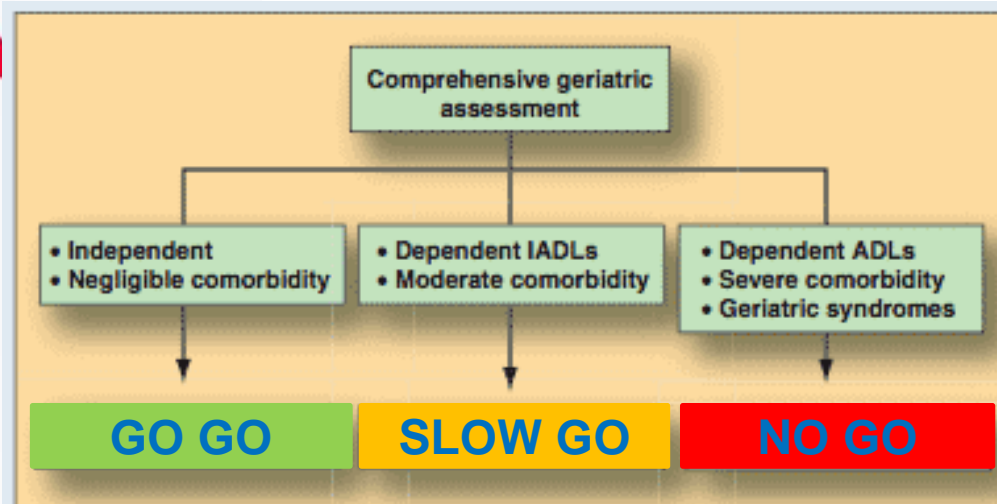 Comprehensive geriatric
assessment
• Independent
• Negligible comorbidity
• Dependent IADLs
• Moderate comorbidity
• Dependent ADLs
• Severe comorbidity
• Geriatric syndromes
GO GO
SLOW GO
NO GO